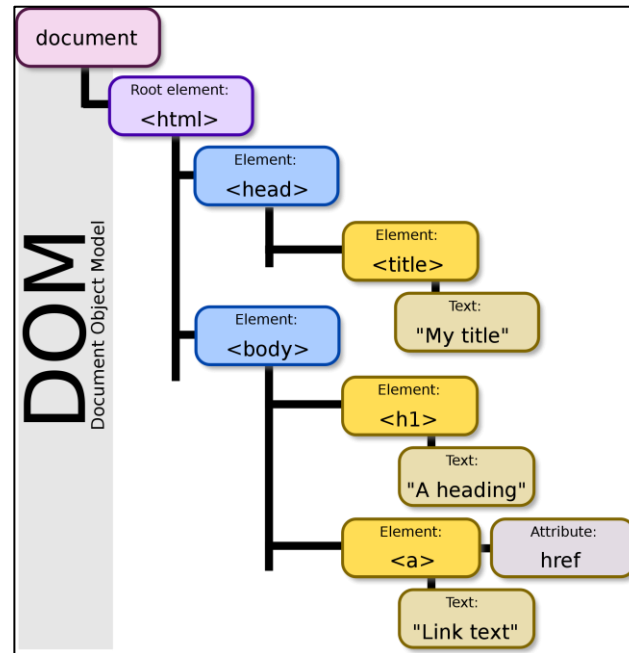 document
Root element:
<html>
Element:
<head>
Element:
<title>
Text:
"My title"
Element:
<body>
Element:
<h1>
Text:
"A heading"
Element:
<a>
Attribute:
href
Text:
"Link text"
DOM
Document Object Model